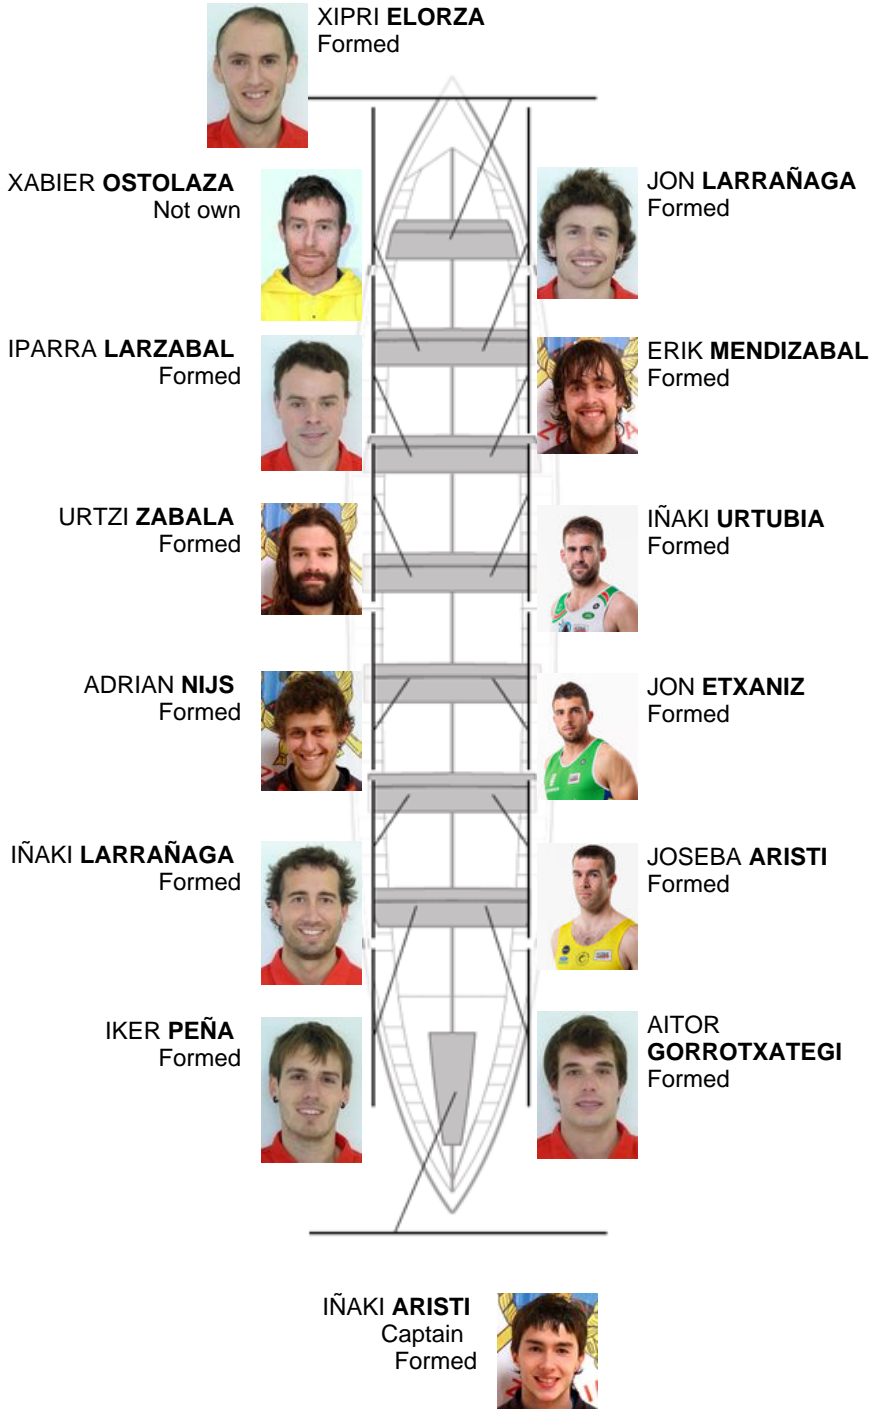 XIPRI ELORZA
Formed
XABIER OSTOLAZA
Not own
JON LARRAÑAGA
Formed
IPARRA LARZABAL
Formed
ERIK MENDIZABAL
Formed
URTZI ZABALA
Formed
IÑAKI URTUBIA
Formed
ADRIAN NIJS
Formed
JON ETXANIZ
Formed
IÑAKI LARRAÑAGA
Formed
JOSEBA ARISTI
Formed
IKER PEÑA
Formed
AITOR
GORROTXATEGI
Formed
IÑAKI ARISTI
Captain
Formed